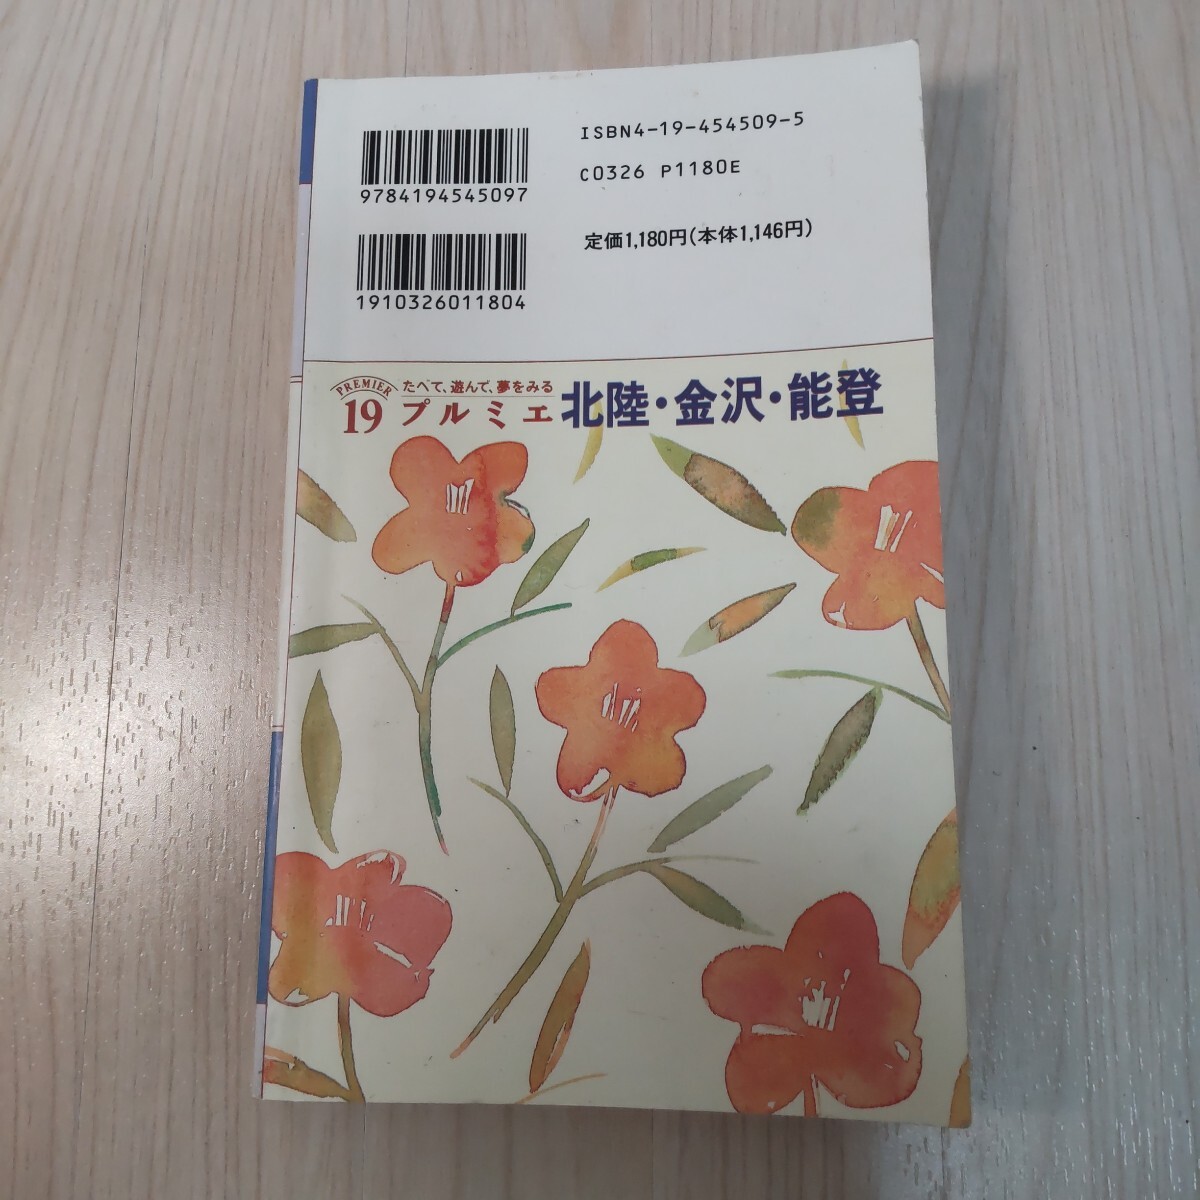 ISBN4-19-454509-5
C0326 P1180E
定価1,180円(本体1,146円)
9784194545097
1910326011804
PREMIER
19
たべて、遊んで、夢をみる
プルミエ 北陸・金沢・能登